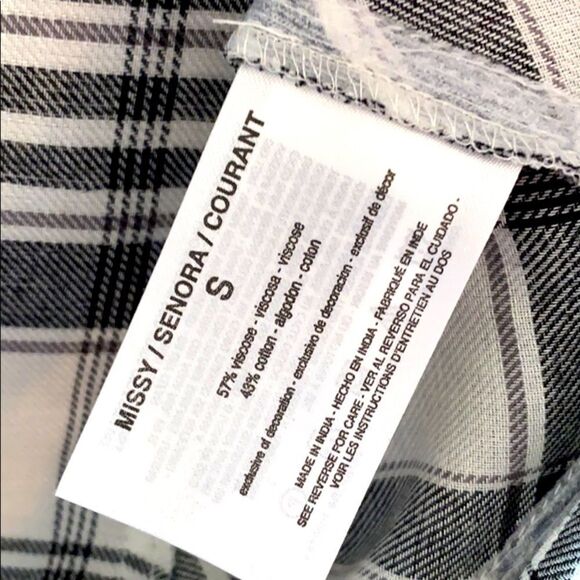 MISSY / SENORA / COURANT
S
57% viscose - viscosa - viscose
43% cotton - algodon - coton
exclusive of decoration - exclusivo de decoración - exclusif de décor
MADE IN INDIA - HECHO EN INDIA - FABRIQUÉ EN INDE
SEE REVERSE FOR CARE - VER AL REVERSO PARA EL CUIDADO -
VOIR LES INSTRUCTIONS D'ENTRETIEN AU DOS